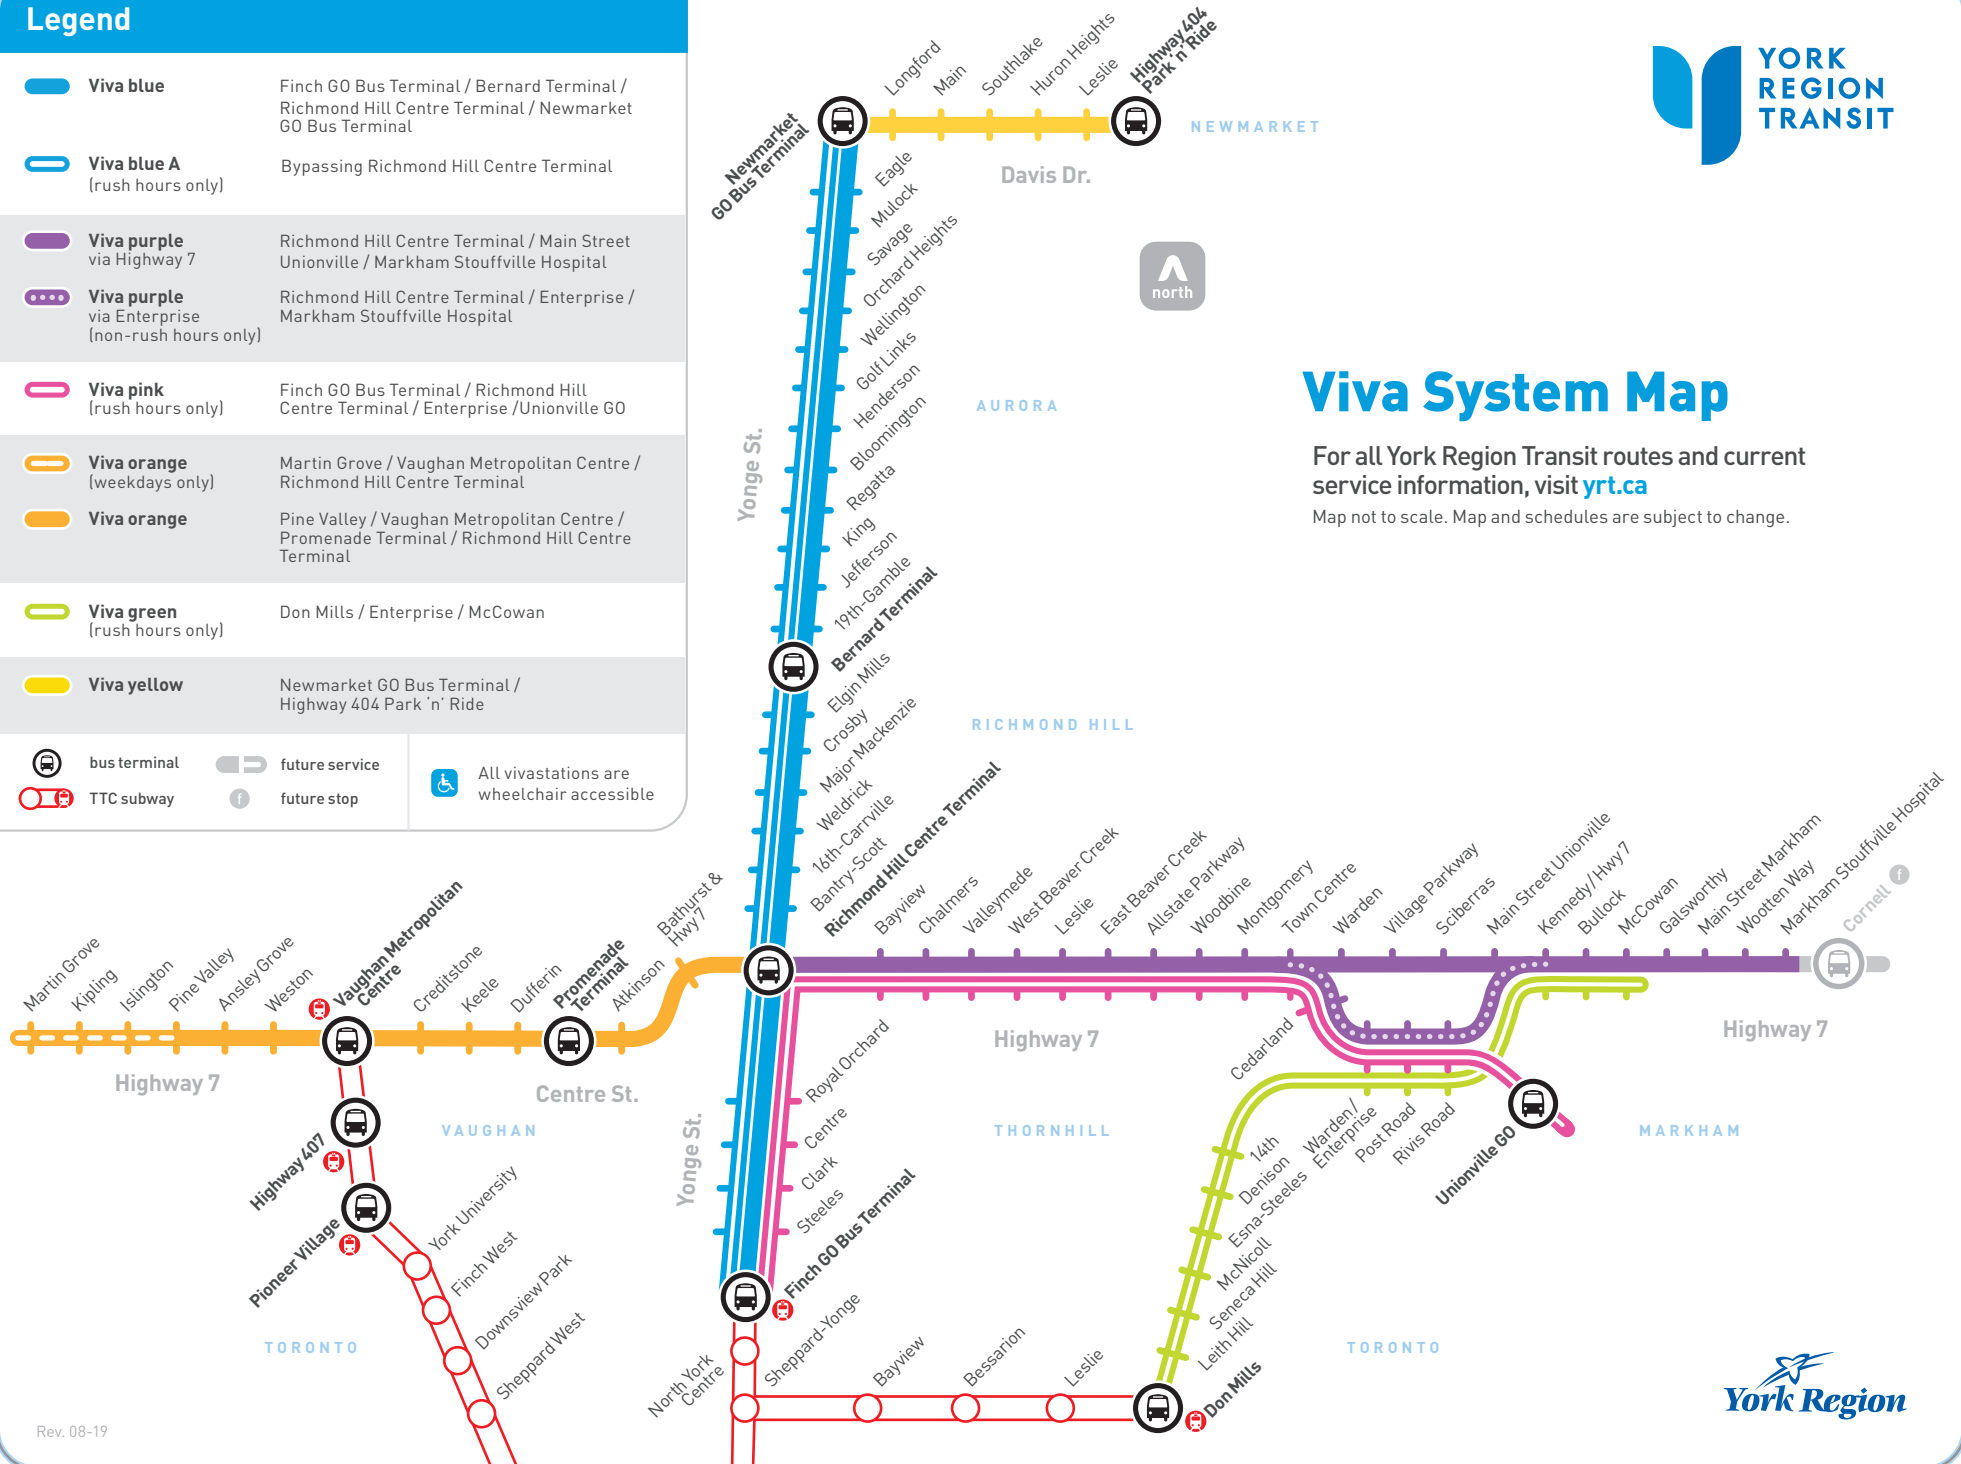 Legend
Viva blue
Finch GO Bus Terminal / Bernard Terminal /
Richmond Hill Centre Terminal / Newmarket
GO Bus Terminal
Viva blue A
(rush hours only)
Bypassing Richmond Hill Centre Terminal
Viva purple
via Highway 7
Richmond Hill Centre Terminal / Main Street
Unionville / Markham Stouffville Hospital
Viva purple
via Enterprise
(non-rush hours only)
Richmond Hill Centre Terminal / Enterprise /
Markham Stouffville Hospital
Viva pink
(rush hours only)
Finch GO Bus Terminal / Richmond Hill
Centre Terminal / Enterprise /Unionville GO
Viva orange
(weekdays only)
Martin Grove / Vaughan Metropolitan Centre /
Richmond Hill Centre Terminal
Viva orange
Pine Valley / Vaughan Metropolitan Centre /
Promenade Terminal / Richmond Hill Centre
Terminal
Viva green
(rush hours only)
Don Mills / Enterprise / McCowan
Viva yellow
Newmarket GO Bus Terminal /
Highway 404 Park 'n' Ride
bus terminal
future service
TTC subway
f
future stop
All vivastations are
wheelchair accessible
YORK
REGION
TRANSIT
Viva System Map
For all York Region Transit routes and current
service information, visit yrt.ca
Map not to scale. Map and schedules are subject to change.
north
Newmarket
GO Bus Terminal
Longford
Main
Southlake
Huron Heights
Leslie
Highway 404
Park 'n' Ride
NEWMARKET
Davis Dr.
Eagle
Mulock
Savage
Orchard Heights
Wellington
Golf Links
Henderson
Bloomington
Regatta
King
Jefferson
19th-Gamble
Bernard Terminal
Elgin Mills
Crosby
Major Mackenzie
Weldrick
16th-Carrville
Bantry-Scott
Richmond Hill Centre Terminal
AURORA
Yonge St.
RICHMOND HILL
Martin Grove
Kipling
Islington
Pine Valley
Ansley Grove
Weston
Vaughan Metropolitan
Centre
Creditstone
Keele
Dufferin
Promenade
Terminal
Atkinson
Bathurst &
Hwy7
Highway 7
Centre St.
VAUGHAN
Bayview
Chalmers
Valleymede
West Beaver Creek
Leslie
East Beaver Creek
Allstate Parkway
Woodbine
Montgomery
Town Centre
Warden
Village Parkway
Sciberras
Main Street Unionville
Kennedy / Hwy 7
Bullock
McCowan
Galsworthy
Main Street Markham
Wootten Way
Markham Stouffville Hospital
Cornell
f
Highway 7
Highway 7
Royal Orchard
Centre
Clark
Steeles
Finch GO Bus Terminal
Yonge St.
THORNHILL
Cedarland
Warden /
Enterprise
Post Road
Rivis Road
Unionville GO
MARKHAM
14th
Denison
Esna-Steeles
McNicoll
Seneca Hill
Leith Hill
Don Mills
TORONTO
Highway 407
Pioneer Village
York University
Finch West
Downsview Park
Sheppard West
TORONTO
North York
Centre
Sheppard-Yonge
Bayview
Bessarion
Leslie
York Region
Rev. 08-19